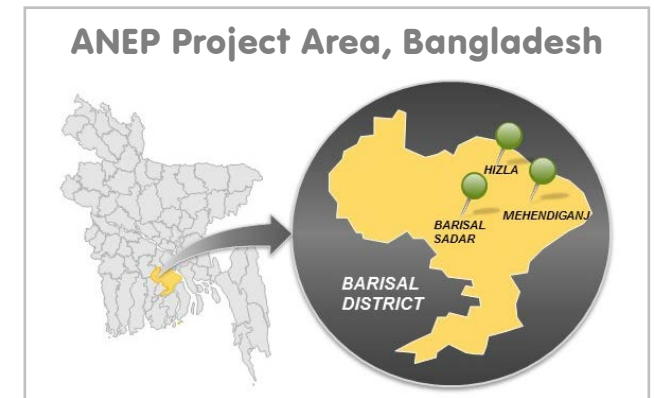 ANEP Project Area, Bangladesh
HIZLA
MEHENDIGANJ
BARISAL
SADAR
BARISAL
DISTRICT